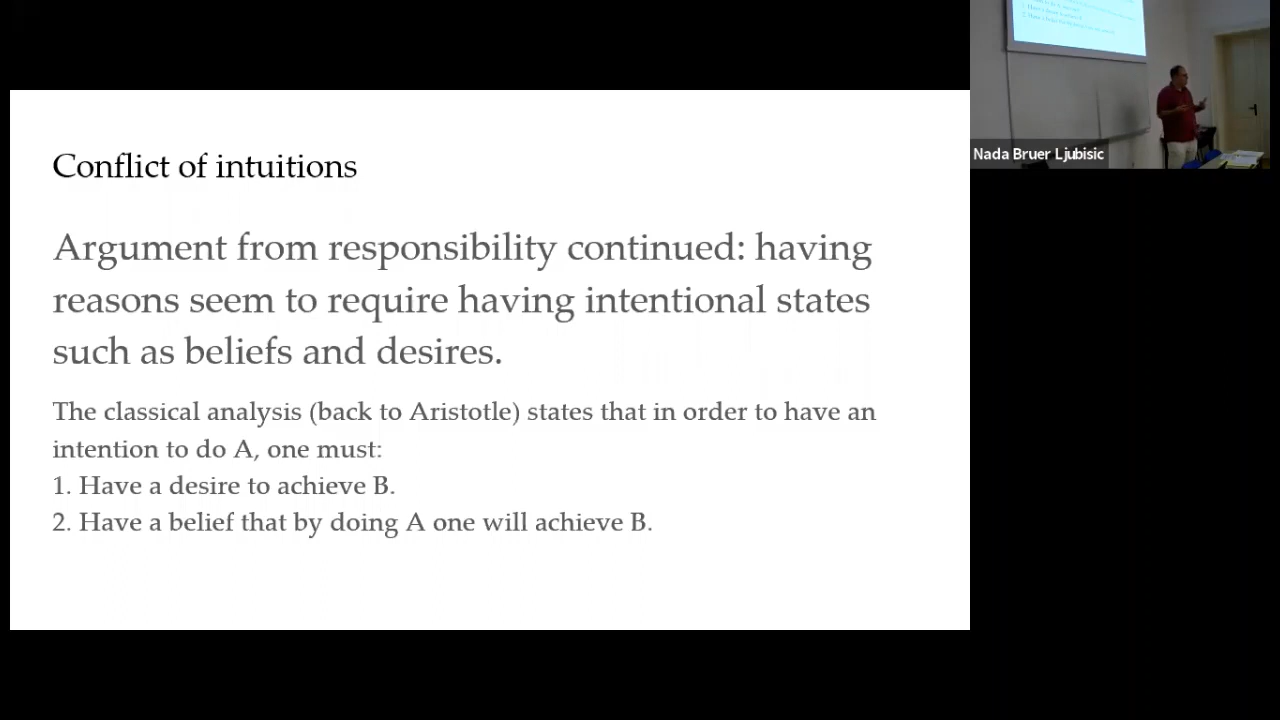 Conflict of intuitions
Argument from responsibility continued: having
reasons seem to require having intentional states
such as beliefs and desires.
The classical analysis (back to Aristotle) states that in order to have an
intention to do A, one must:
1. Have a desire to achieve B.
2. Have a belief that by doing A one will achieve B.
Nada Bruer Ljubisic